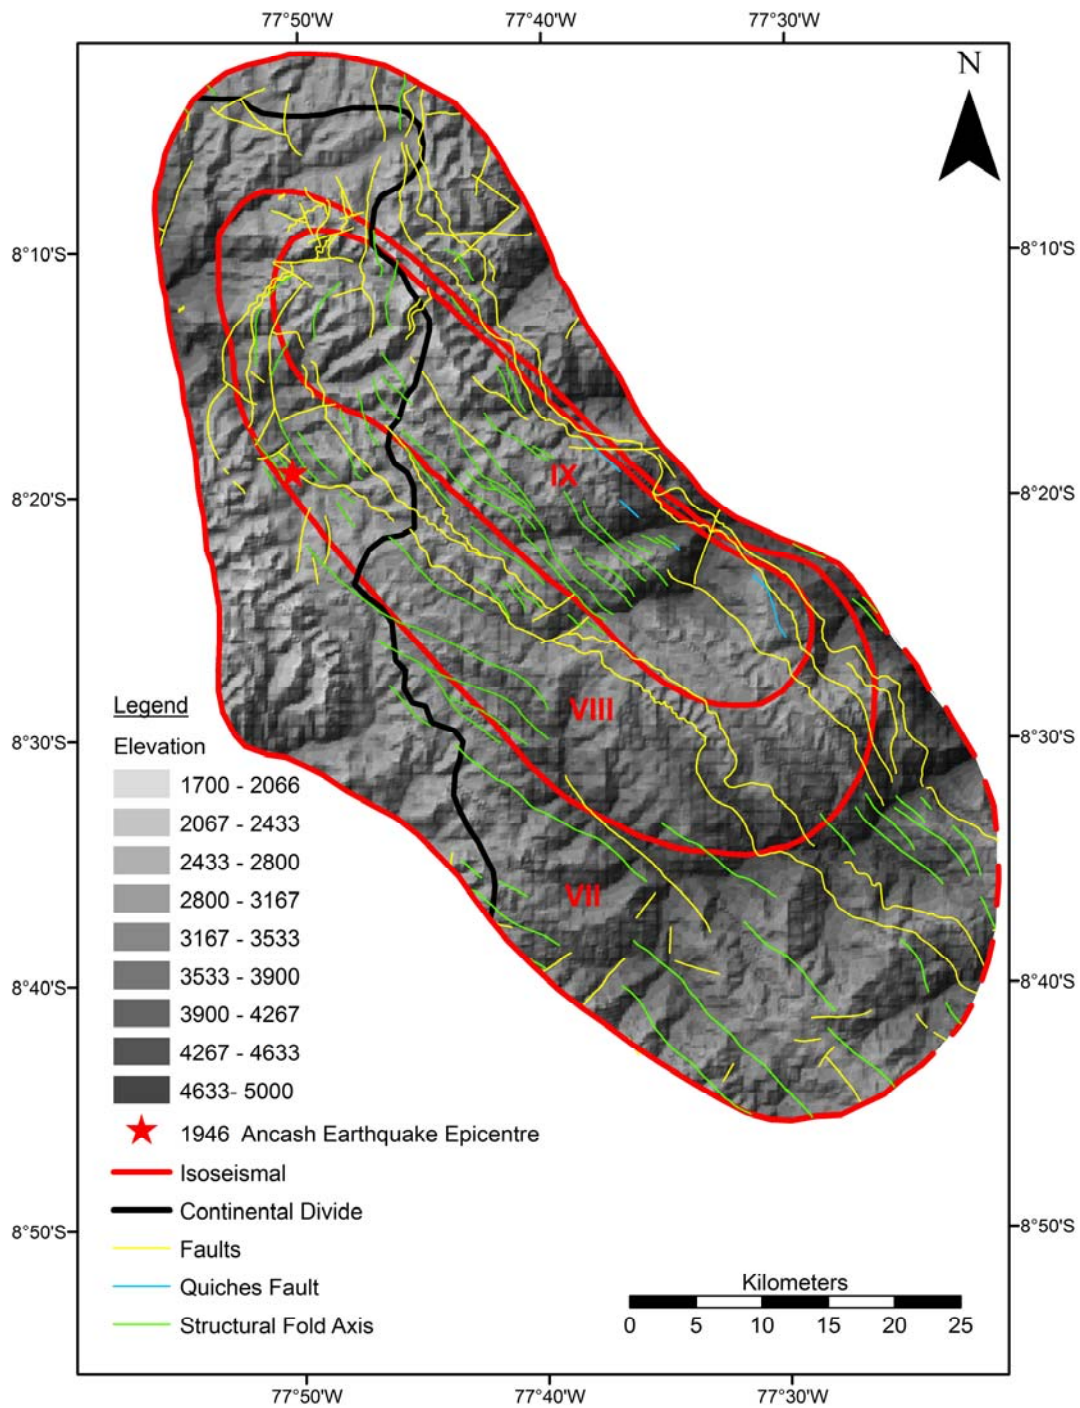 77°50'W 77°40'W 77°30'W
N
8°10'S 8°10'S
IX
8°20'S 8°20'S
VIII
8°30'S 8°30'S
VII
8°40'S 8°40'S
8°50'S 8°50'S
Legend
Elevation
1700 - 2066
2067 - 2433
2433 - 2800
2800 - 3167
3167 - 3533
3533 - 3900
3900 - 4267
4267 - 4633
4633- 5000
1946 Ancash Earthquake Epicentre
Isoseismal
Continental Divide
Faults
Quiches Fault
Structural Fold Axis
Kilometers
0 5 10 15 20 25
77°50'W 77°40'W 77°30'W